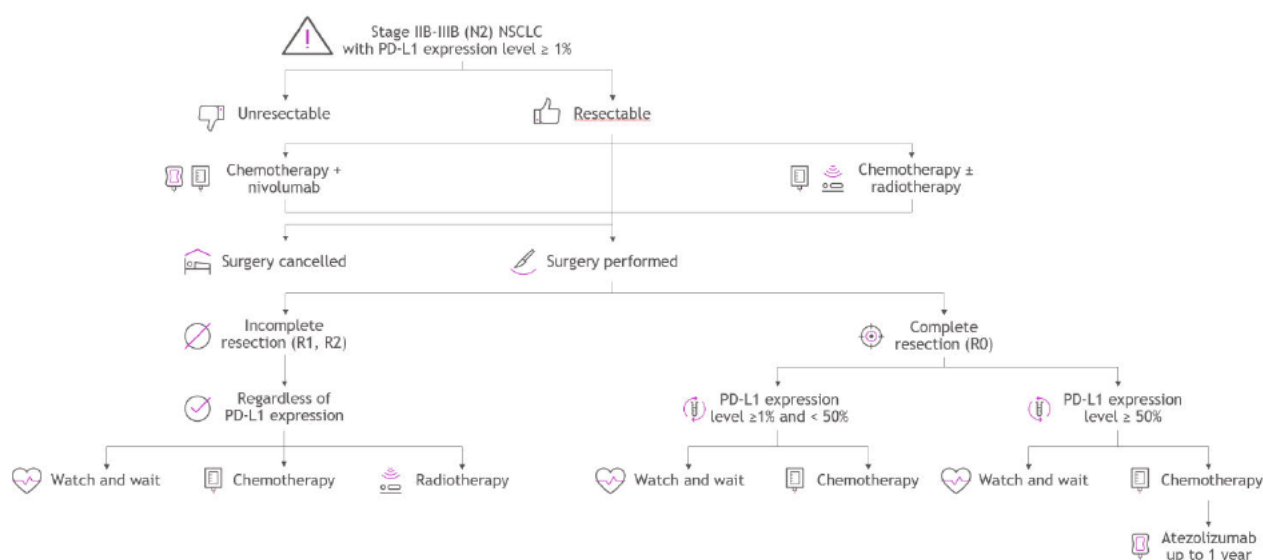 Stage IIB-IIIB (N2) NSCLC
with PD-L1 expression level ≥ 1%
Unresectable
Resectable
Chemotherapy +
nivolumab
Chemotherapy ±
radiotherapy
Surgery cancelled
Surgery performed
Incomplete
resection (R1, R2)
Complete
resection (R0)
Regardless of
PD-L1 expression
PD-L1 expression
level ≥1% and < 50%
PD-L1 expression
level ≥ 50%
Watch and wait
Chemotherapy
Radiotherapy
Watch and wait
Chemotherapy
Watch and wait
Chemotherapy
Atezolizumab
up to 1 year